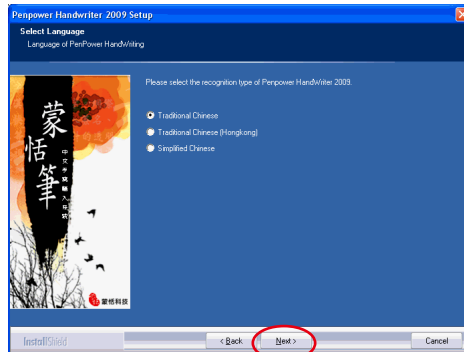 Penpower Handwriter 2009 Setup
Select Language
Language of PenPower HandWriting
Please select the recognition type of Penpower HandWriter 2009.
Traditional Chinese
Traditional Chinese (Hongkong)
Simplified Chinese
蒙恬筆
中文手寫輸入系統
蒙恬科技
InstallShield
< Back
Next >
Cancel